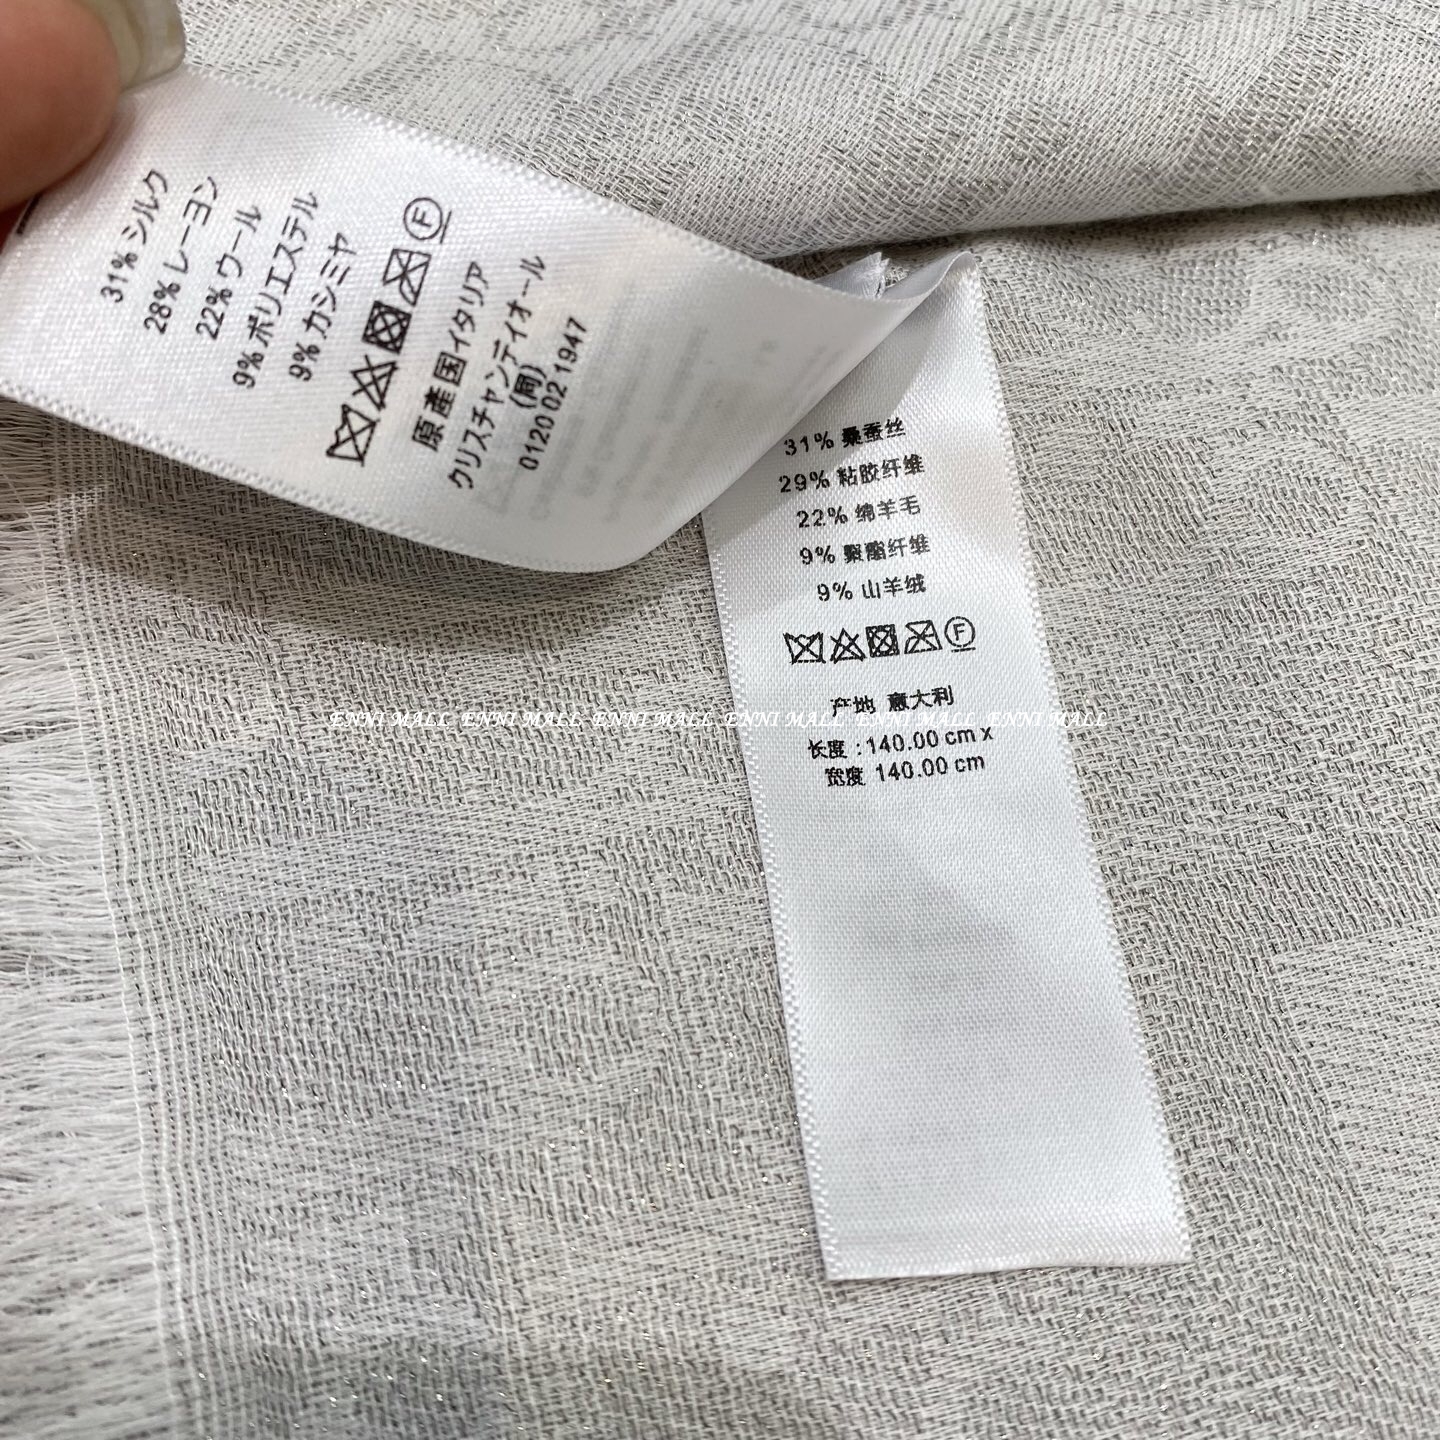 31% シルク
28% レーヨン
22% ウール
9% ポリエステル
9% カシミヤ
F
原産国イタリア
クリスチャンディオール
(同)
0120 02 1947
31% 桑蚕丝
29% 粘胶纤维
22% 绵羊毛
9% 聚酯纤维
9% 山羊绒
F
产地 意大利
ENNI MALL ENNI MALL ENNI MALL ENNI MALL ENNI MALL ENNI MALL
长度 : 140.00 cm x
宽度 140.00 cm